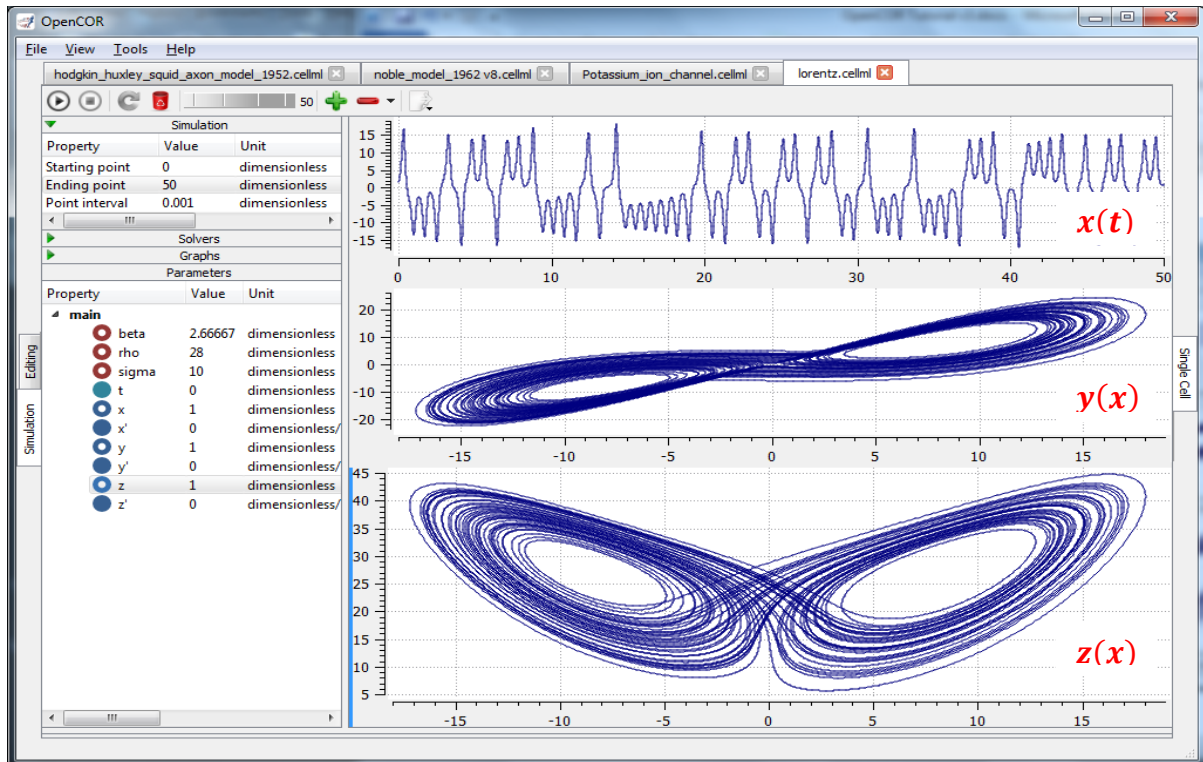 OpenCOR
File View Tools Help
hodgkin_huxley_squid_axon_model_1952.cellml noble_model_1962 v8.cellml Potassium_ion_channel.cellml lorentz.cellml
50
Simulation
Property Value Unit
Starting point 0 dimensionless
Ending point 50 dimensionless
Point interval 0.001 dimensionless
Solvers
Graphs
Parameters
Property Value Unit
main
beta 2.66667 dimensionless
rho 28 dimensionless
sigma 10 dimensionless
t 0 dimensionless
x 1 dimensionless
x' 0 dimensionless/
y 1 dimensionless
y' 0 dimensionless/
z 1 dimensionless
z' 0 dimensionless/
Editing
Simulation
15
10
5
0
-5
-10
-15
x(t)
0 10 20 30 40 50
20
10
0
-10
-20
y(x)
-15 -10 -5 0 5 10 15
45
40
35
30
25
20
15
10
5
z(x)
-15 -10 -5 0 5 10 15
Single Cell